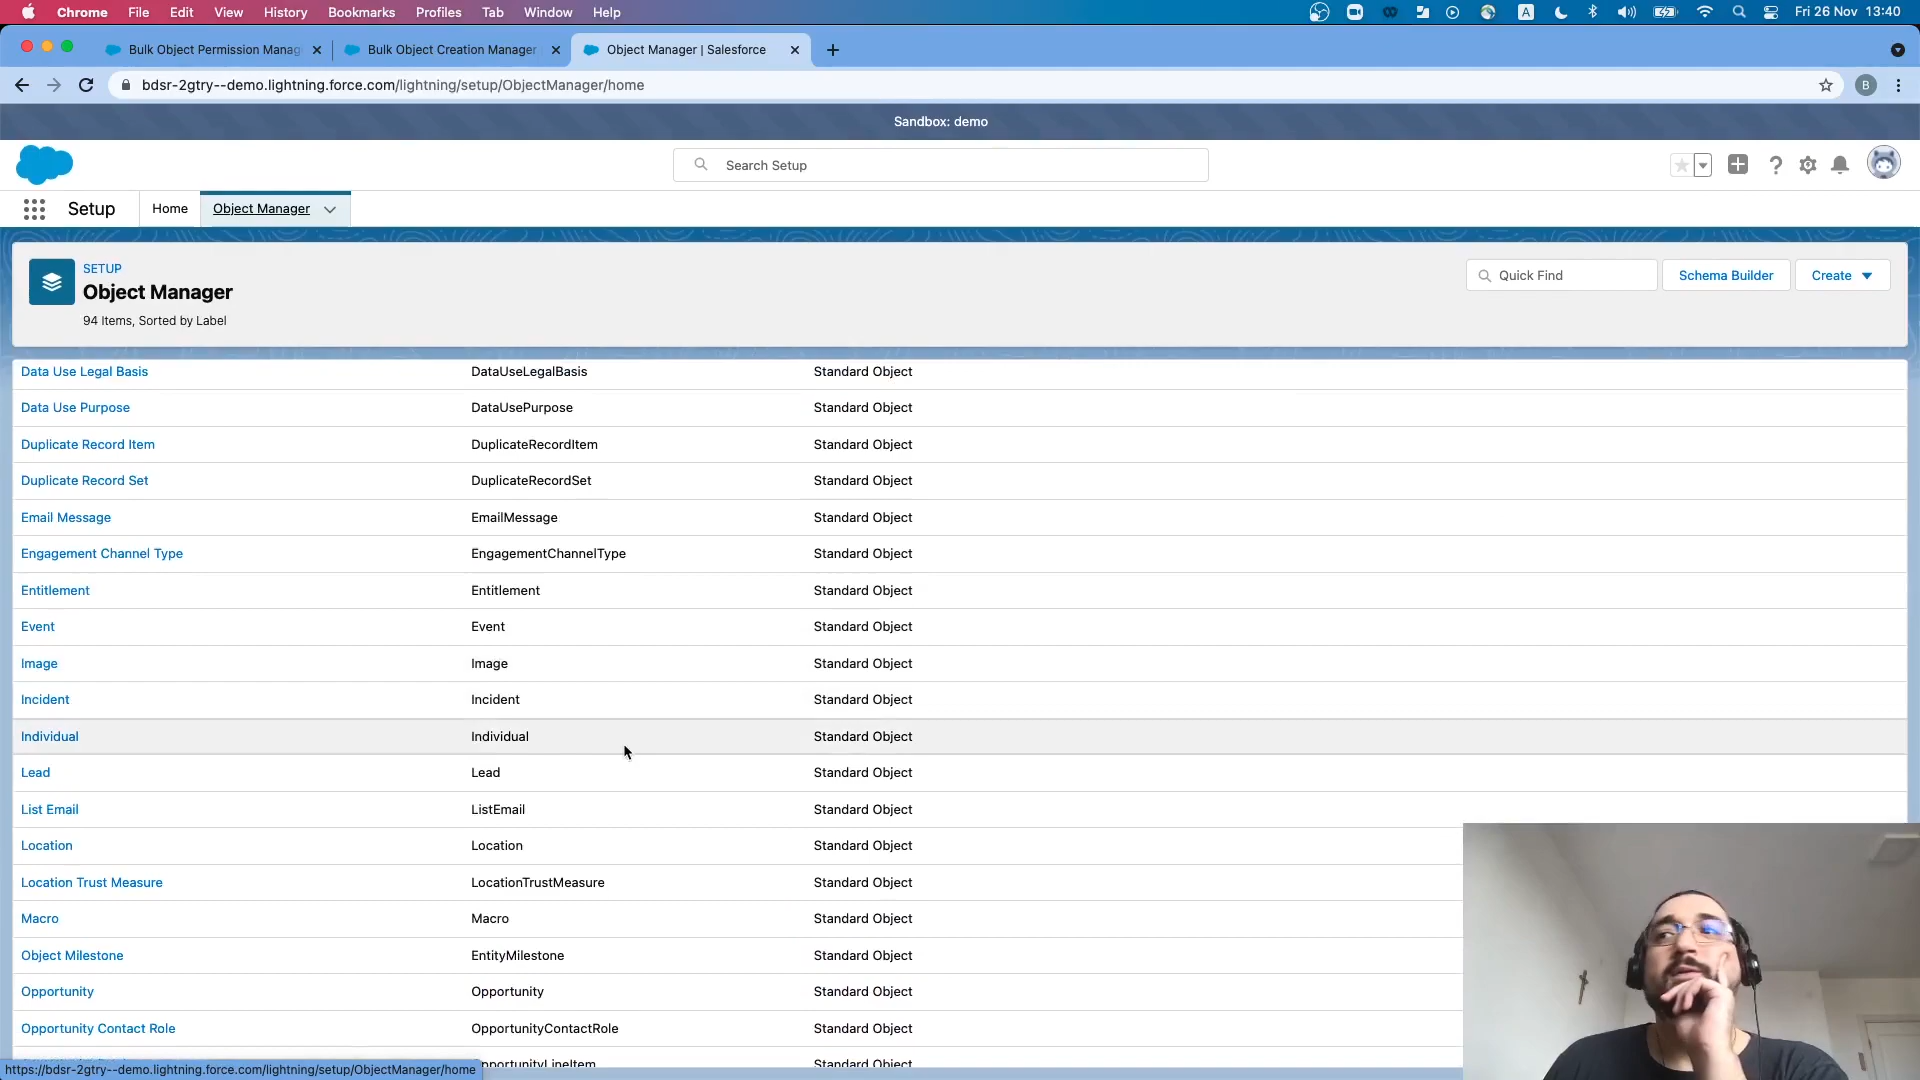 Chrome File Edit View History Bookmarks Profiles Tab Window Help A Fri 26 Nov 13:40
Bulk Object Permission Manag Bulk Object Creation Manager Object Manager | Salesforce
bdsr-2gtry--demo.lightning.force.com/lightning/setup/ObjectManager/home B
Sandbox: demo
Search Setup
Setup Home Object Manager
SETUP
Object Manager
94 Items, Sorted by Label
Quick Find Schema Builder Create
Data Use Legal Basis DataUseLegalBasis Standard Object
Data Use Purpose DataUsePurpose Standard Object
Duplicate Record Item DuplicateRecordItem Standard Object
Duplicate Record Set DuplicateRecordSet Standard Object
Email Message EmailMessage Standard Object
Engagement Channel Type EngagementChannelType Standard Object
Entitlement Entitlement Standard Object
Event Event Standard Object
Image Image Standard Object
Incident Incident Standard Object
Individual Individual Standard Object
Lead Lead Standard Object
List Email ListEmail Standard Object
Location Location Standard Object
Location Trust Measure LocationTrustMeasure Standard Object
Macro Macro Standard Object
Object Milestone EntityMilestone Standard Object
Opportunity Opportunity Standard Object
Opportunity Contact Role OpportunityContactRole Standard Object
Standard Object
https://bdsr-2gtry--demo.lightning.force.com/lightning/setup/ObjectManager/home